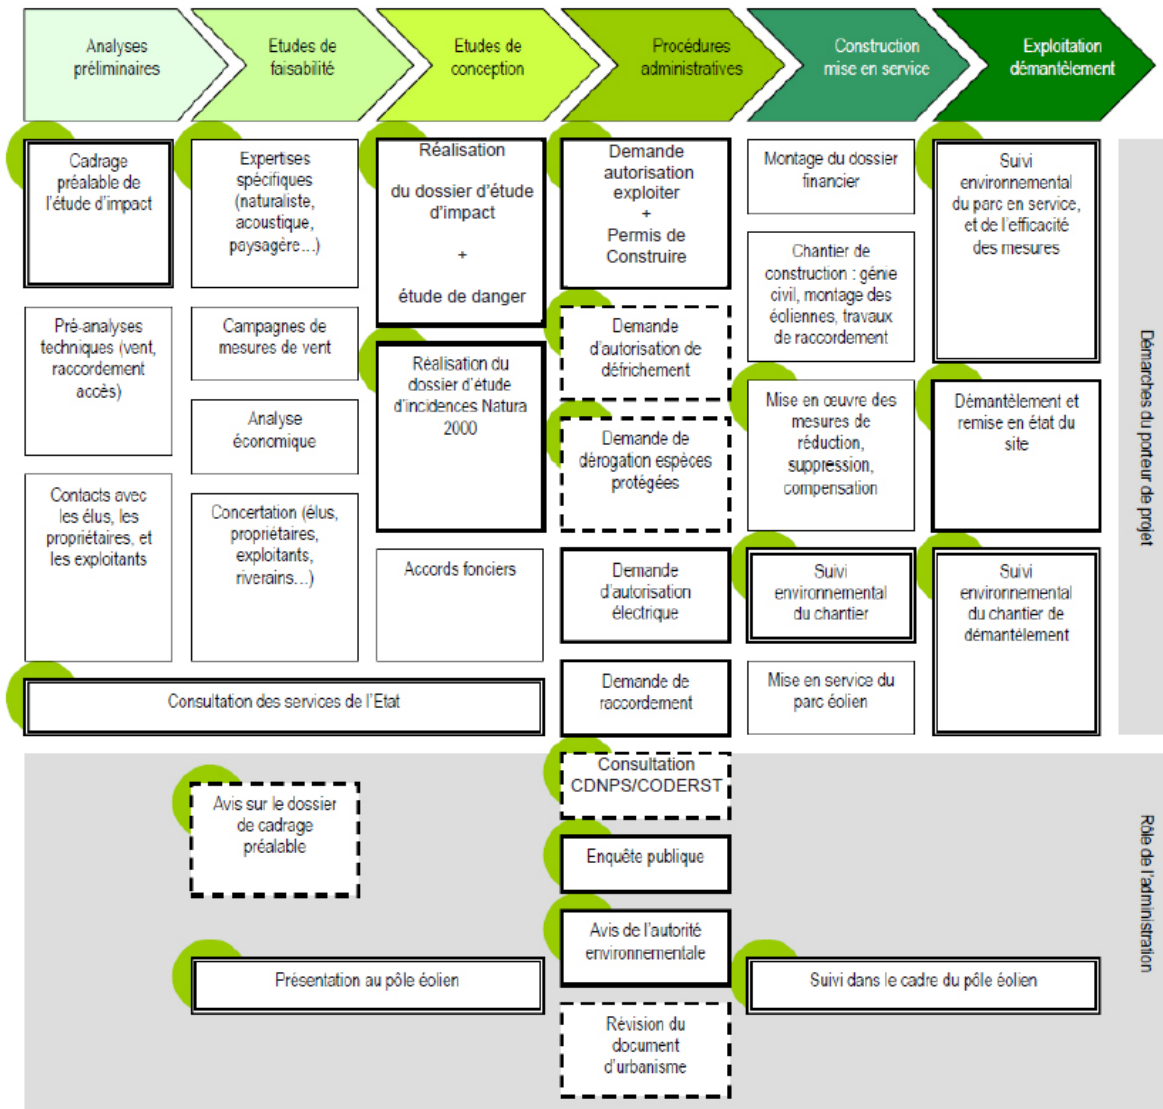 Analyses
préliminaires
Etudes de
faisabilité
Etudes de
conception
Procédures
administratives
Construction
mise en service
Exploitation
démantèlement
Cadrage
préalable de
l'étude d'impact
Pré-analyses
techniques (vent,
raccordement
accès)
Contacts avec
les élus, les
propriétaires, et
les exploitants
Expertises
spécifiques
(naturaliste,
acoustique,
paysagère…)
Campagnes de
mesures de vent
Analyse
économique
Concertation (élus,
propriétaires,
exploitants,
riverains…)
Réalisation
du dossier d'étude
d'impact
+
étude de danger
Réalisation du
dossier d'étude
d'incidences Natura
2000
Accords fonciers
Consultation des services de l'Etat
Demande
autorisation
exploiter
+
Permis de
Construire
Demande
d'autorisation de
défrichement
Demande de
dérogation espèces
protégées
Demande
d'autorisation
électrique
Demande de
raccordement
Montage du dossier
financier
Chantier de
construction : génie
civil, montage des
éoliennes, travaux
de raccordement
Mise en œuvre des
mesures de
réduction,
suppression,
compensation
Suivi
environnemental
du chantier
Mise en service du
parc éolien
Suivi
environnemental
du parc en service,
et de l'efficacité
des mesures
Démantèlement et
remise en état du
site
Suivi
environnemental
du chantier de
démantèlement
Démarches du porteur de projet
Avis sur le dossier
de cadrage
préalable
Présentation au pôle éolien
Consultation
CDNPS/CODERST
Enquête publique
Avis de l'autorité
environnementale
Révision du
document
d'urbanisme
Suivi dans le cadre du pôle éolien
Rôle de l'administration